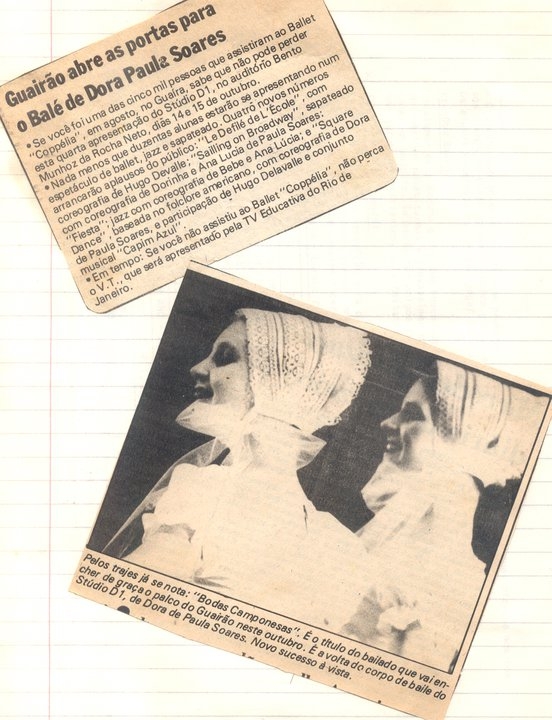 Guairão abre as portas para
o Balé de Dora Paula Soares
• Se você foi uma das cinco mil pessoas que assistiram ao Ballet
"Coppélia", em agosto, no Guaíra, sabe que não pode perder
esta quarta apresentação do Stúdio D1, no auditório Bento
Munhoz da Rocha Neto, dias 14 e 15 de outubro.
• Nada menos que duzentas alunas estarão se apresentando num
espetáculo de ballet, jazz e sapateado. Quatro novos números
arrancarão aplausos do público: "Le Defilé de L'École", com
coreografia de Hugo Devalle; "Sailling on Broadway", sapateado
com coreografia de Dorinha e Ana Lucia de Paula Soares;
"Fiesta", jazz com coreografia de Bebe e Ana Lúcia; e "Square
Dance", baseada no folclore americano, com coreografia de Dora
de Paula Soares, e participação de Hugo Delavalle e conjunto
musical "Capim Azul".
• Em tempo: Se você não assistiu ao Ballet "Coppélia", não perca
o V.T., que será apresentado pela TV Educativa do Rio de
Janeiro.
Pelos trajes já se nota: "Bodas Camponesas". É o título do bailado que vai en-
cher de graça o palco do Guairão neste outubro. É a volta do corpo de baile do
Stúdio D1, de Dora de Paula Soares. Novo sucesso à vista.